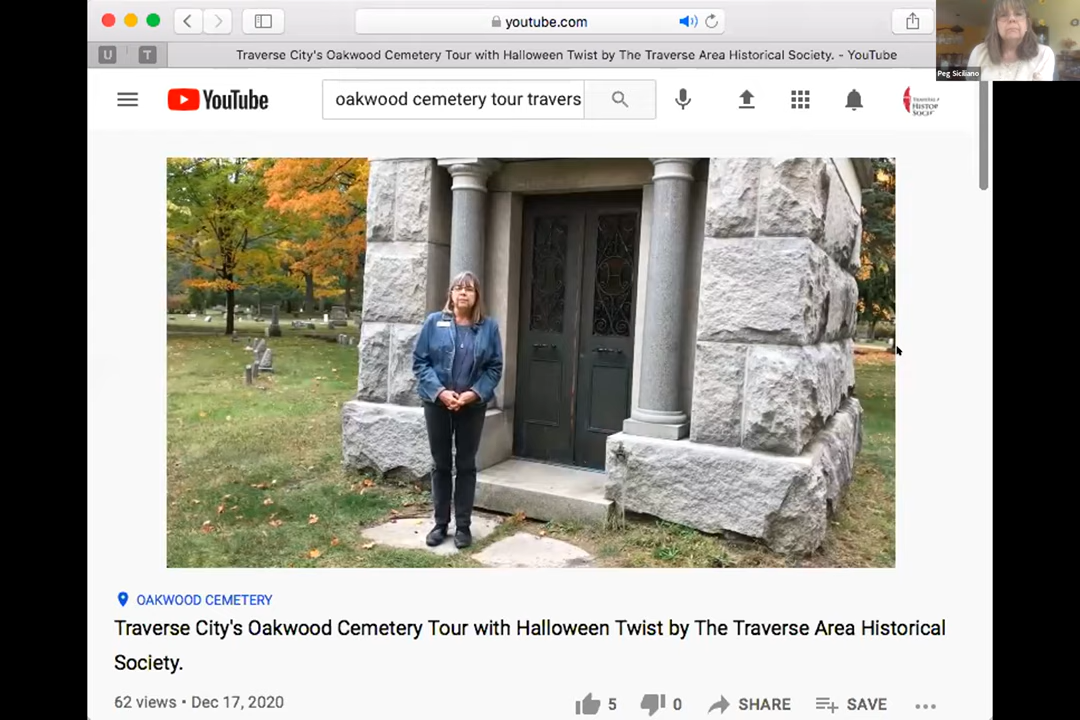 youtube.com
U
T
Traverse City's Oakwood Cemetery Tour with Halloween Twist by The Traverse Area Historical Society. - YouTube
Peg Siciliano
YouTube
oakwood cemetery tour travers
OAKWOOD CEMETERY
Traverse City's Oakwood Cemetery Tour with Halloween Twist by The Traverse Area Historical
Society.
62 views • Dec 17, 2020
5
0
SHARE
SAVE